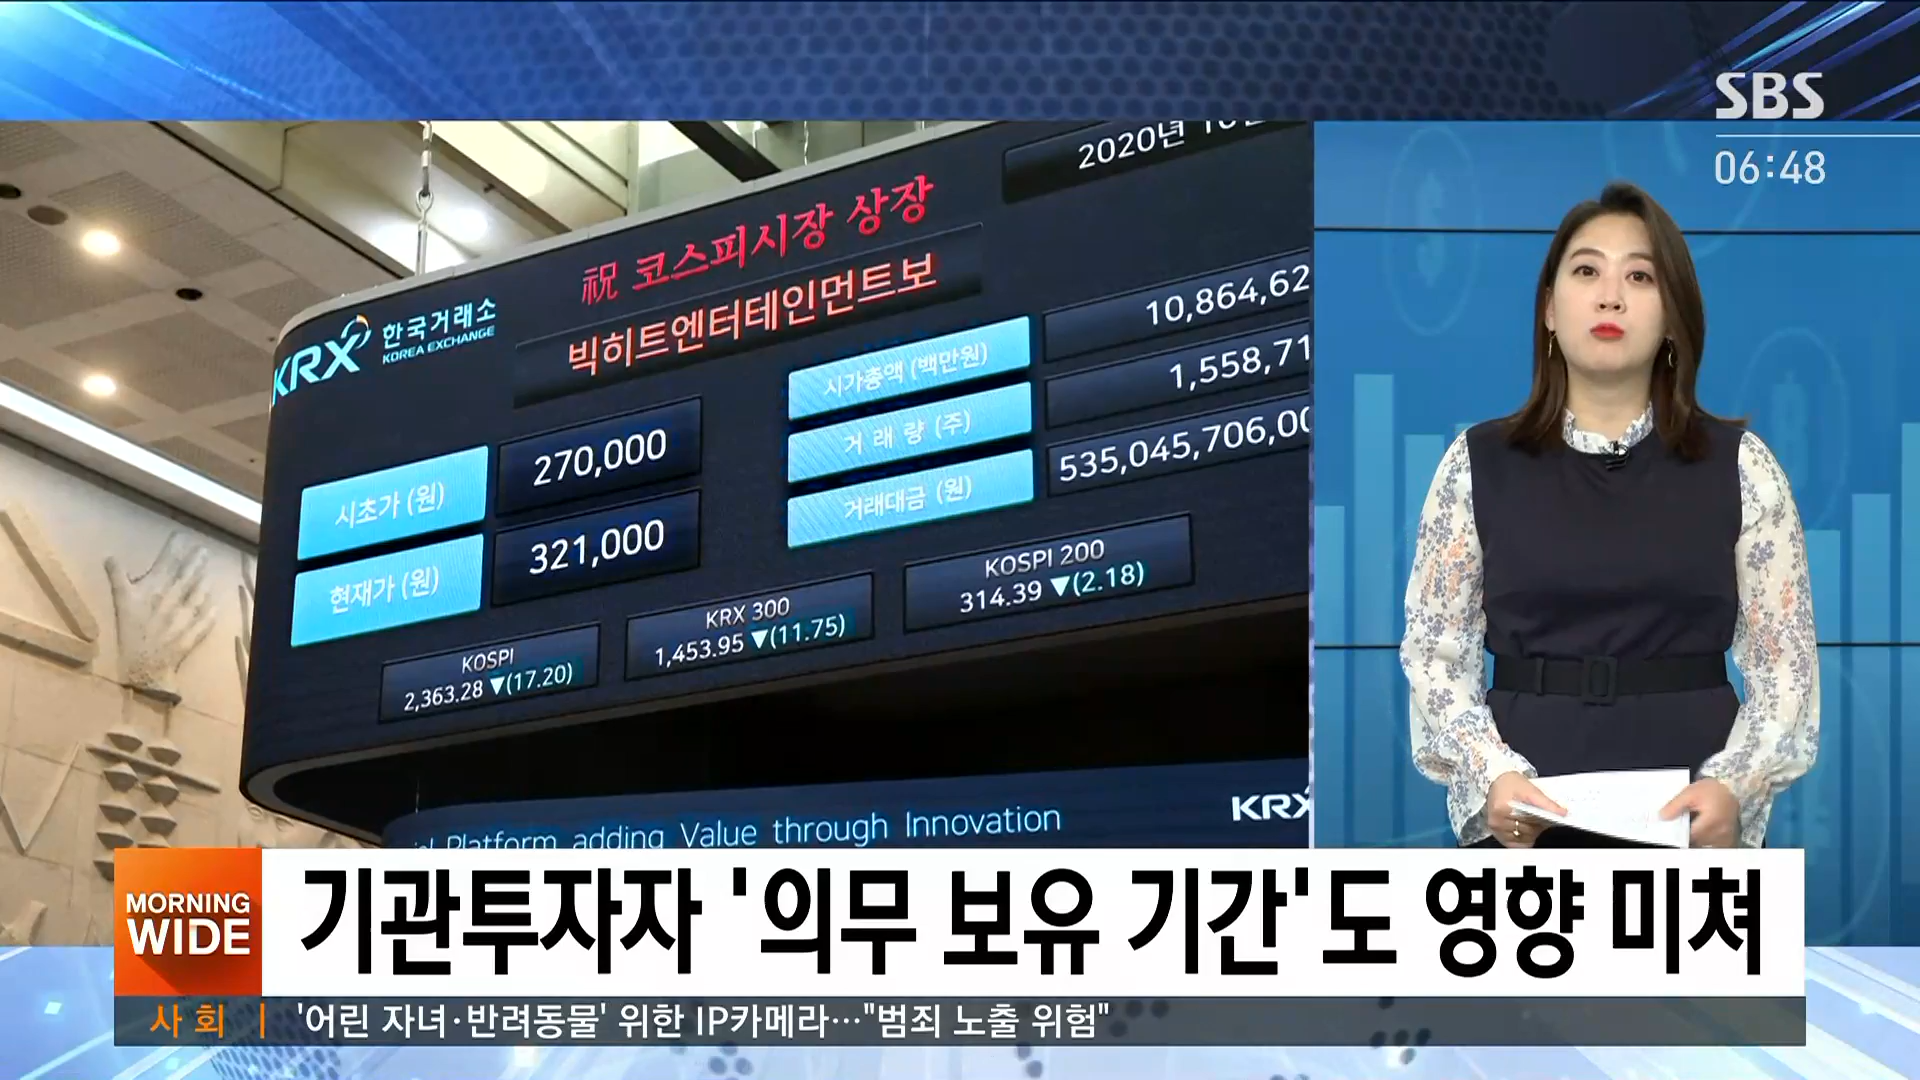 SBS
06:48
2020년
祝 코스피시장 상장
빅히트엔터테인먼트보
KRX 한국거래소
KOREA EXCHANGE
시가총액 (백만원) 10,864,62
거 래 량 (주) 1,558,71
거래대금 (원) 535,045,706,00
시초가 (원) 270,000
현재가 (원) 321,000
KOSPI 200
314.39 ▼(2.18)
KRX 300
1,453.95 ▼(11.75)
KOSPI
2,363.28 ▼(17.20)
KRX
Platform adding Value through Innovation
MORNING
WIDE
기관투자자 '의무 보유 기간'도 영향 미쳐
사 회 | '어린 자녀·반려동물' 위한 IP카메라…"범죄 노출 위험"